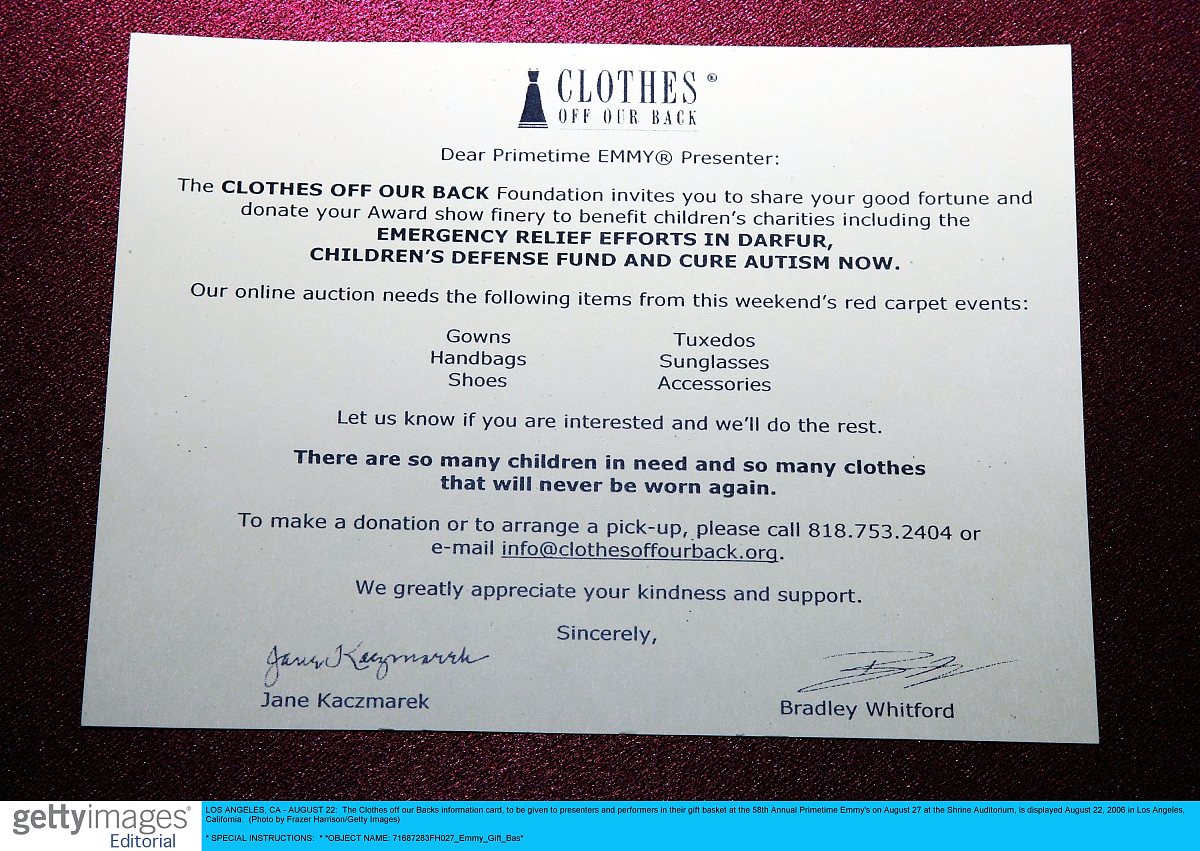 CLOTHES ®
OFF OUR BACK
Dear Primetime EMMY® Presenter:
The CLOTHES OFF OUR BACK Foundation invites you to share your good fortune and
donate your Award show finery to benefit children's charities including the
EMERGENCY RELIEF EFFORTS IN DARFUR,
CHILDREN'S DEFENSE FUND AND CURE AUTISM NOW.
Our online auction needs the following items from this weekend's red carpet events:
Gowns Tuxedos
Handbags Sunglasses
Shoes Accessories
Let us know if you are interested and we'll do the rest.
There are so many children in need and so many clothes
that will never be worn again.
To make a donation or to arrange a pick-up, please call 818.753.2404 or
e-mail info@clothesoffourback.org.
We greatly appreciate your kindness and support.
Sincerely,
Jane Kaczmarek
Jane Kaczmarek Bradley Whitford
gettyimages®
Editorial
LOS ANGELES, CA - AUGUST 22: The Clothes off our Backs information card, to be given to presenters and performers in their gift basket at the 58th Annual Primetime Emmy's on August 27 at the Shrine Auditorium, is displayed August 22, 2006 in Los Angeles,
California. (Photo by Frazer Harrison/Getty Images)
* SPECIAL INSTRUCTIONS: * *OBJECT NAME: 71687283FH027_Emmy_Gift_Bas*